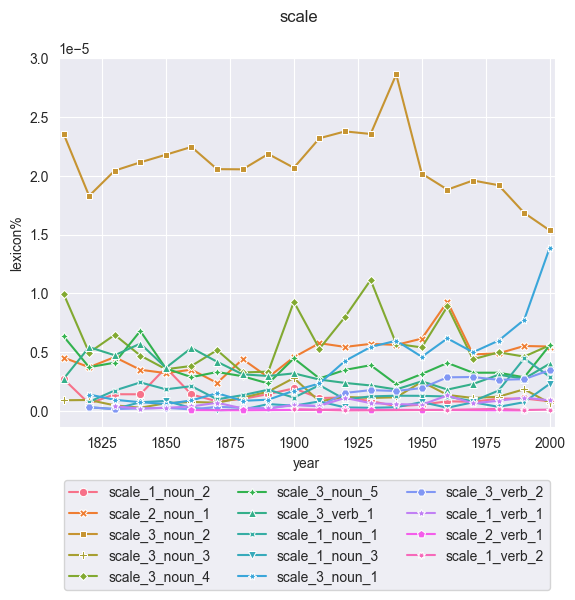 scale
1e−5
3.0
2.5
2.0
1.5
1.0
0.5
0.0
lexicon%
1825 1850 1875 1900 1925 1950 1975 2000
year
scale_1_noun_2 scale_3_noun_5 scale_3_verb_2
scale_2_noun_1 scale_3_verb_1 scale_1_verb_1
scale_3_noun_2 scale_1_noun_1 scale_2_verb_1
scale_3_noun_3 scale_1_noun_3 scale_1_verb_2
scale_3_noun_4 scale_3_noun_1